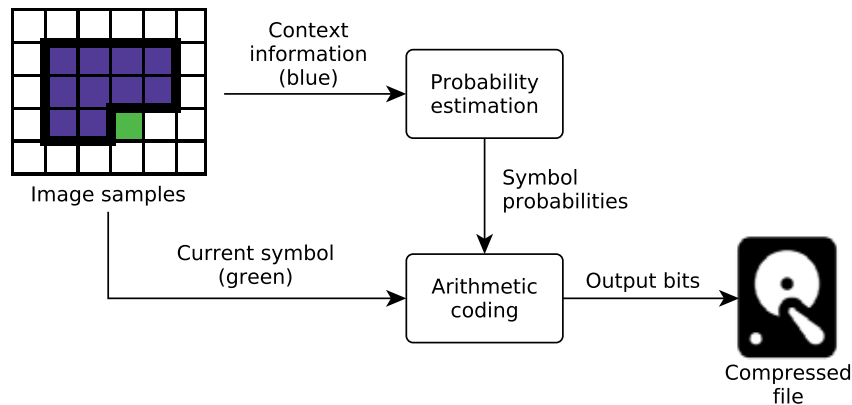 Context
information
(blue)
Probability
estimation
Image samples
Symbol
probabilities
Current symbol
(green)
Arithmetic
coding
Output bits
Compressed
file